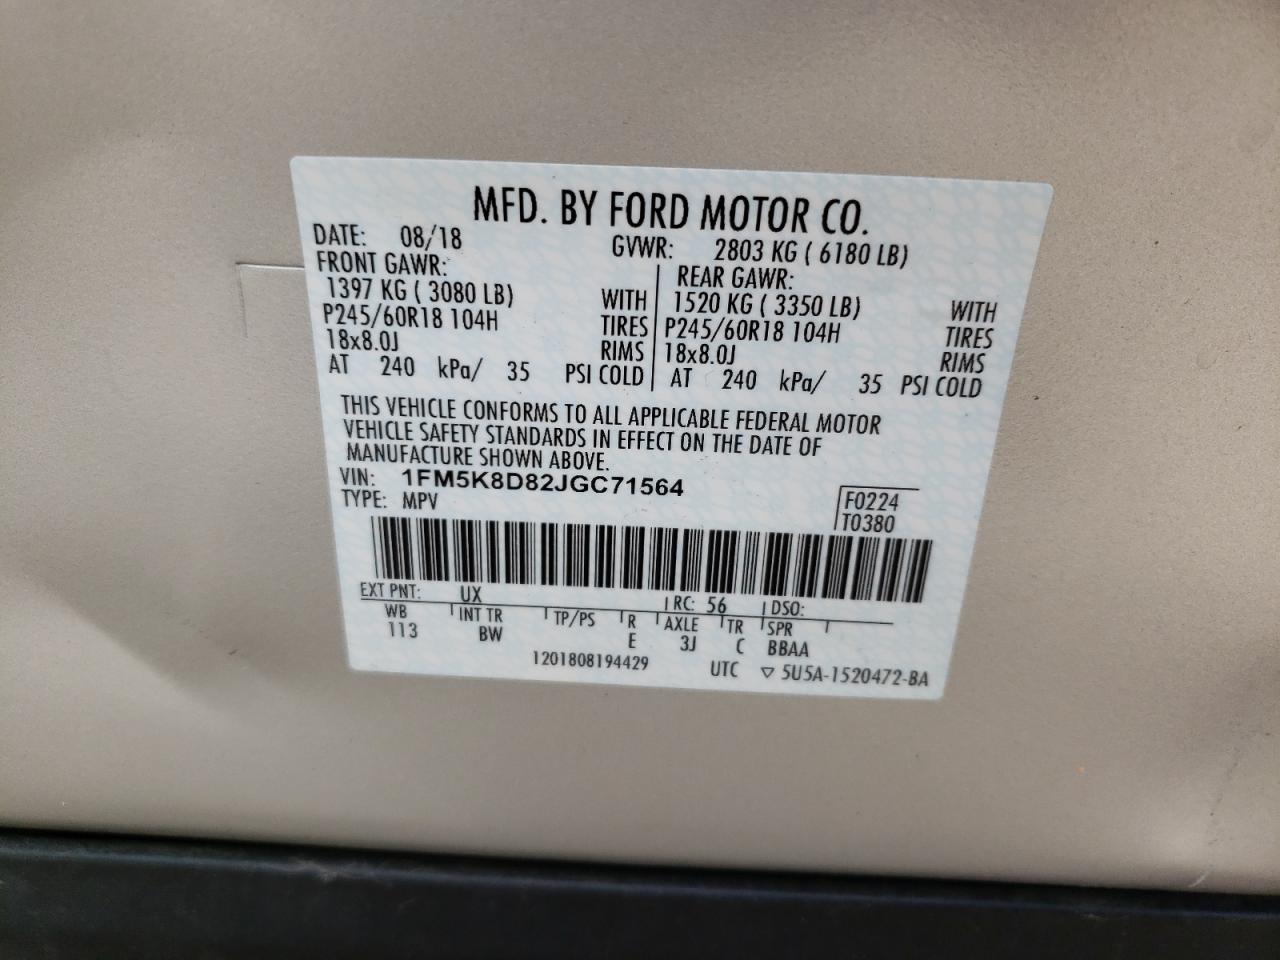 MFD. BY FORD MOTOR CO.
DATE: 08/18 GVWR: 2803 KG ( 6180 LB)
FRONT GAWR: REAR GAWR:
1397 KG ( 3080 LB) WITH 1520 KG ( 3350 LB) WITH
P245/60R18 104H TIRES P245/60R18 104H TIRES
18x8.0J RIMS 18x8.0J RIMS
AT 240 kPa/ 35 PSI COLD AT 240 kPa/ 35 PSI COLD
THIS VEHICLE CONFORMS TO ALL APPLICABLE FEDERAL MOTOR
VEHICLE SAFETY STANDARDS IN EFFECT ON THE DATE OF
MANUFACTURE SHOWN ABOVE.
VIN: 1FM5K8D82JGC71564
TYPE: MPV
F0224
T0380
EXT PNT: UX RC: 56 DSO:
WB INT TR TP/PS R AXLE TR SPR
113 BW E 3J C BBAA
1201808194429 UTC ▽ 5U5A-1520472-BA